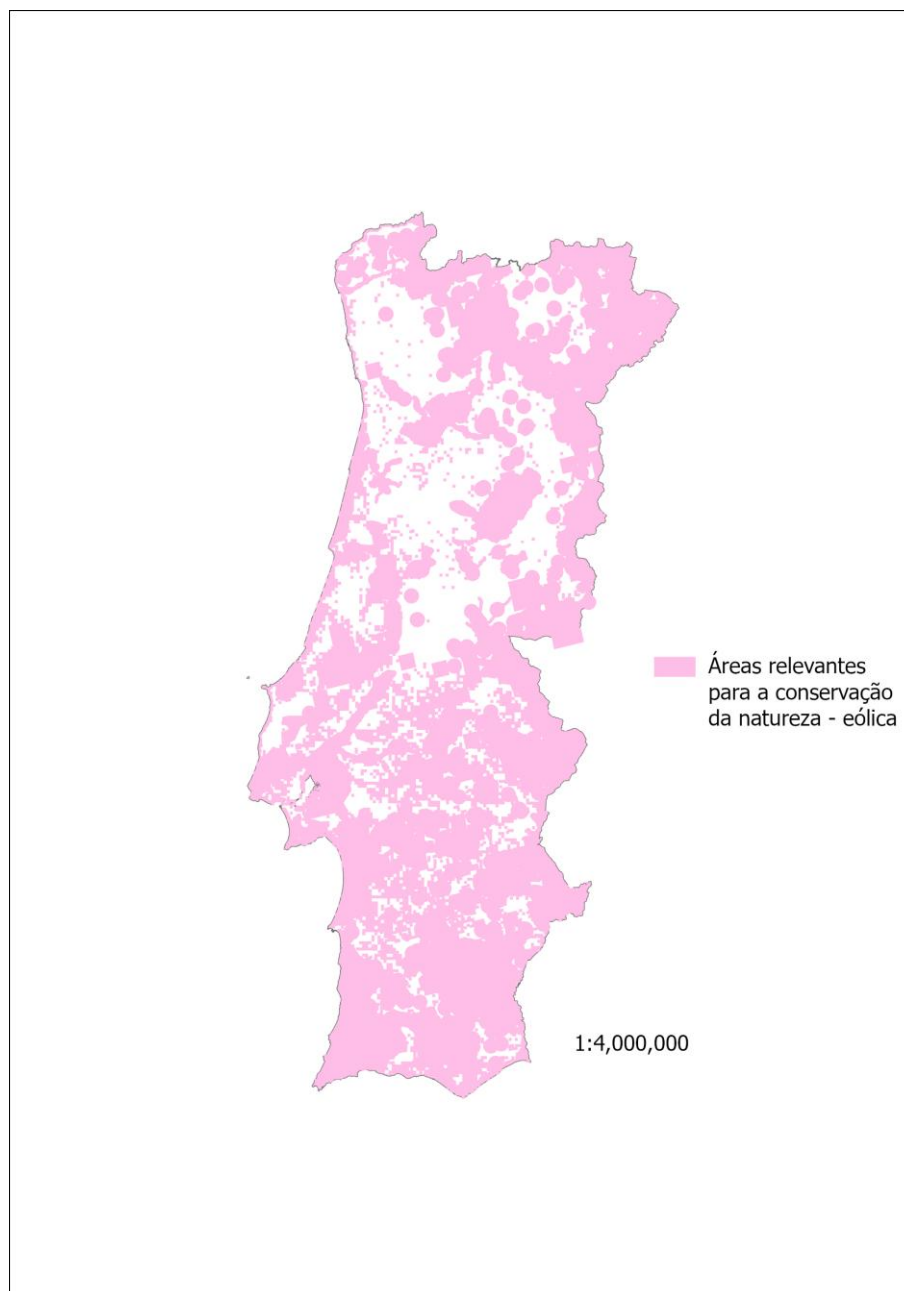 Áreas relevantes
para a conservação
da natureza - eólica
1:4,000,000